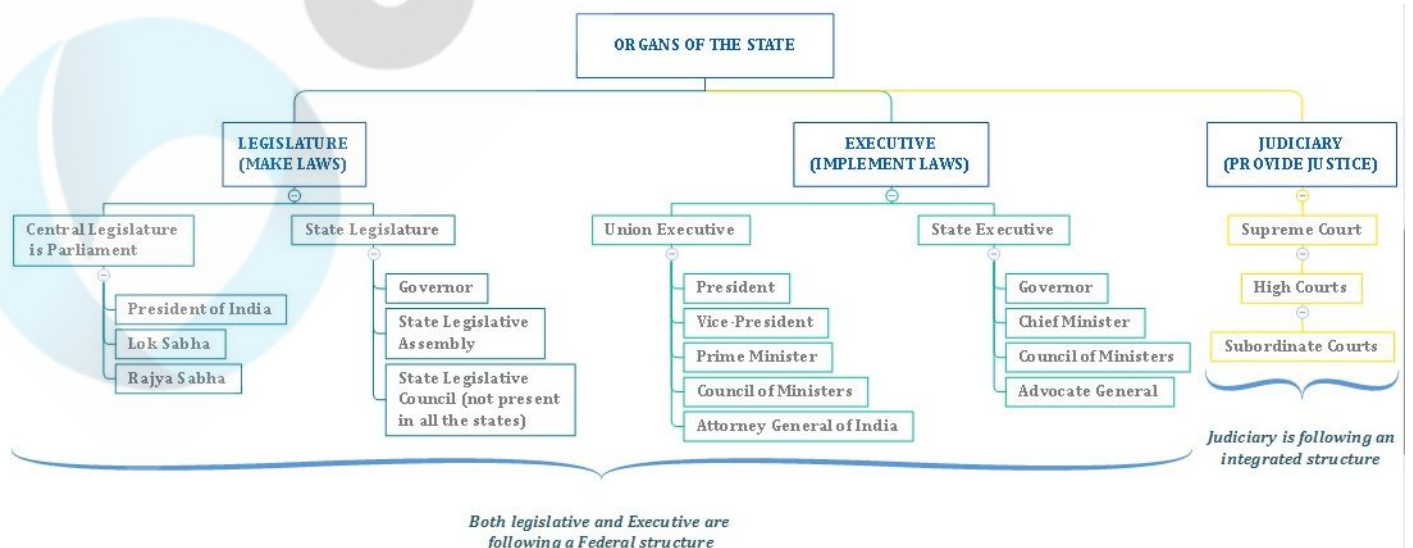 ORGANS OF THE STATE
LEGISLATURE
(MAKE LAWS)
Central Legislature
is Parliament
President of India
Lok Sabha
Rajya Sabha
State Legislature
Governor
State Legislative
Assembly
State Legislative
Council (not present
in all the states)
EXECUTIVE
(IMPLEMENT LAWS)
Union Executive
President
Vice-President
Prime Minister
Council of Ministers
Attorney General of India
State Executive
Governor
Chief Minister
Council of Ministers
Advocate General
JUDICIARY
(PROVIDE JUSTICE)
Supreme Court
High Courts
Subordinate Courts
Judiciary is following an
integrated structure
Both legislative and Executive are
following a Federal structure